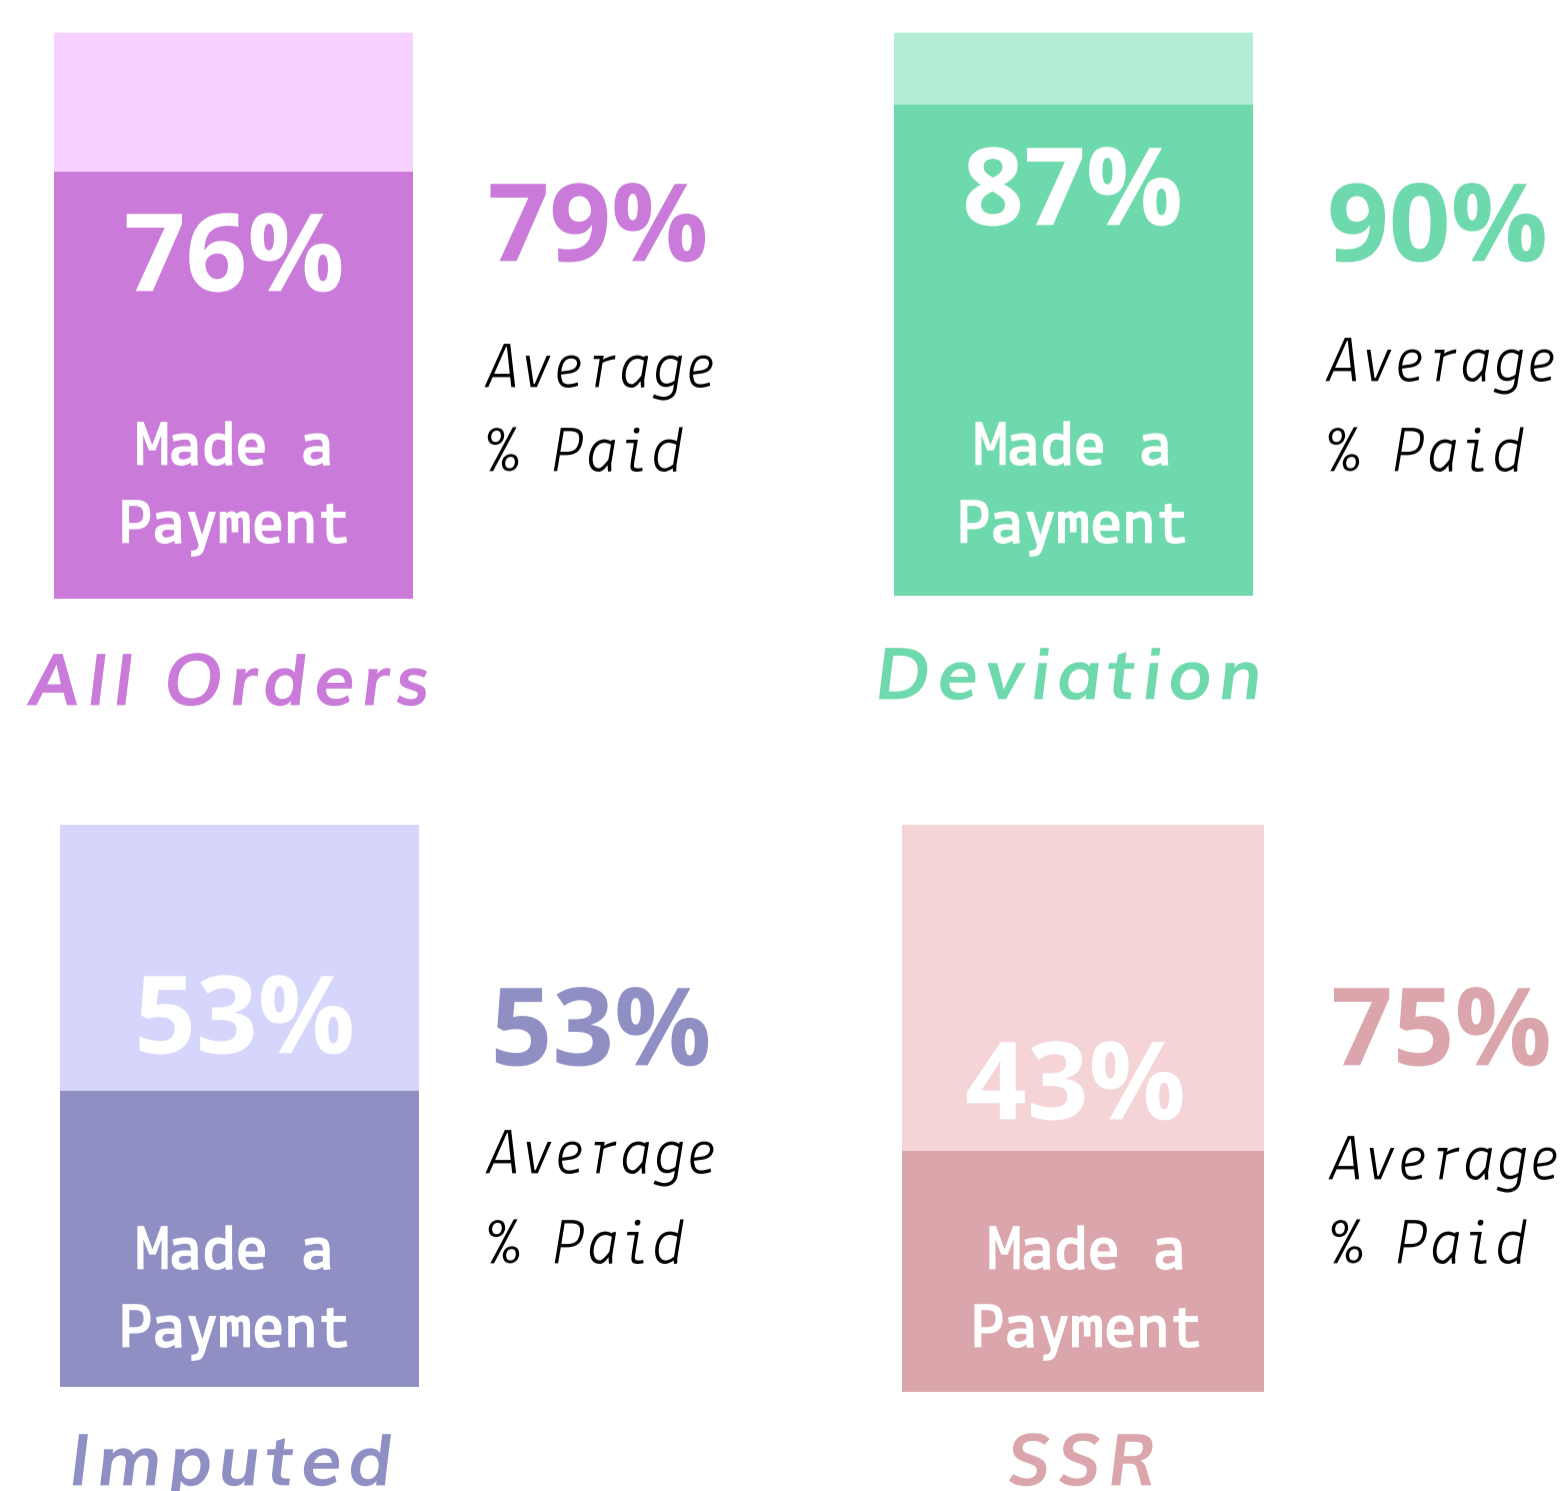 76%
Made a
Payment
79%
Average
% Paid
All Orders
87%
Made a
Payment
90%
Average
% Paid
Deviation
53%
Made a
Payment
53%
Average
% Paid
Imputed
43%
Made a
Payment
75%
Average
% Paid
SSR